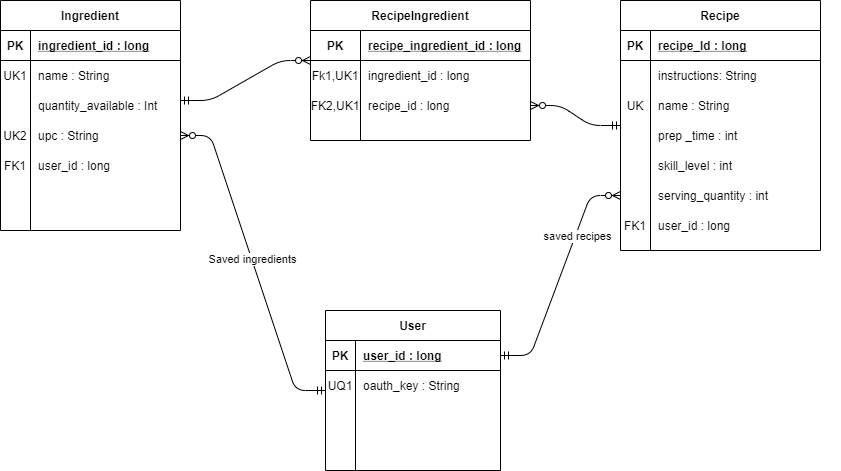 Ingredient
PK ingredient_id : long
UK1 name : String
quantity_available : Int
UK2 upc : String
FK1 user_id : long
RecipeIngredient
PK recipe_ingredient_id : long
Fk1,UK1 ingredient_id : long
FK2,UK1 recipe_id : long
Recipe
PK recipe_Id : long
instructions: String
UK name : String
prep _time : int
skill_level : int
serving_quantity : int
FK1 user_id : long
Saved ingredients
saved recipes
User
PK user_id : long
UQ1 oauth_key : String